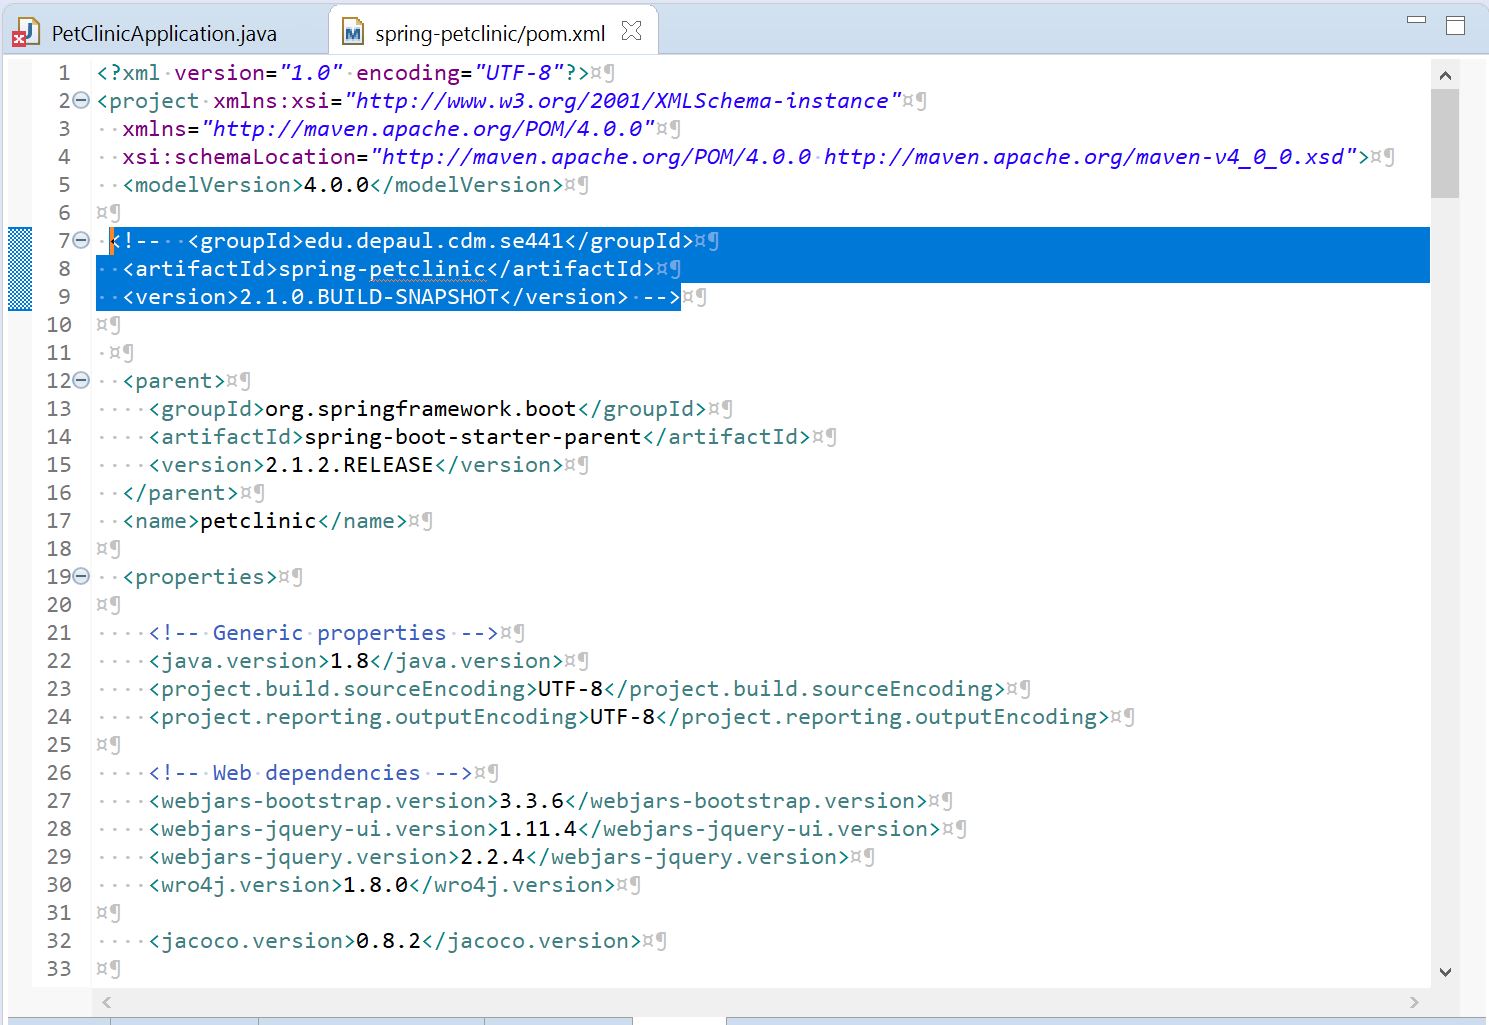 PetClinicApplication.java spring-petclinic/pom.xml
1 <?xml version="1.0" encoding="UTF-8"?>
2 <project xmlns:xsi="http://www.w3.org/2001/XMLSchema-instance"
3 xmlns="http://maven.apache.org/POM/4.0.0"
4 xsi:schemaLocation="http://maven.apache.org/POM/4.0.0 http://maven.apache.org/maven-v4_0_0.xsd">
5 <modelVersion>4.0.0</modelVersion>
6
7 <!-- <groupId>edu.depaul.cdm.se441</groupId>
8 <artifactId>spring-petclinic</artifactId>
9 <version>2.1.0.BUILD-SNAPSHOT</version> -->
10
11
12 <parent>
13 <groupId>org.springframework.boot</groupId>
14 <artifactId>spring-boot-starter-parent</artifactId>
15 <version>2.1.2.RELEASE</version>
16 </parent>
17 <name>petclinic</name>
18
19 <properties>
20
21 <!-- Generic properties -->
22 <java.version>1.8</java.version>
23 <project.build.sourceEncoding>UTF-8</project.build.sourceEncoding>
24 <project.reporting.outputEncoding>UTF-8</project.reporting.outputEncoding>
25
26 <!-- Web dependencies -->
27 <webjars-bootstrap.version>3.3.6</webjars-bootstrap.version>
28 <webjars-jquery-ui.version>1.11.4</webjars-jquery-ui.version>
29 <webjars-jquery.version>2.2.4</webjars-jquery.version>
30 <wro4j.version>1.8.0</wro4j.version>
31
32 <jacoco.version>0.8.2</jacoco.version>
33